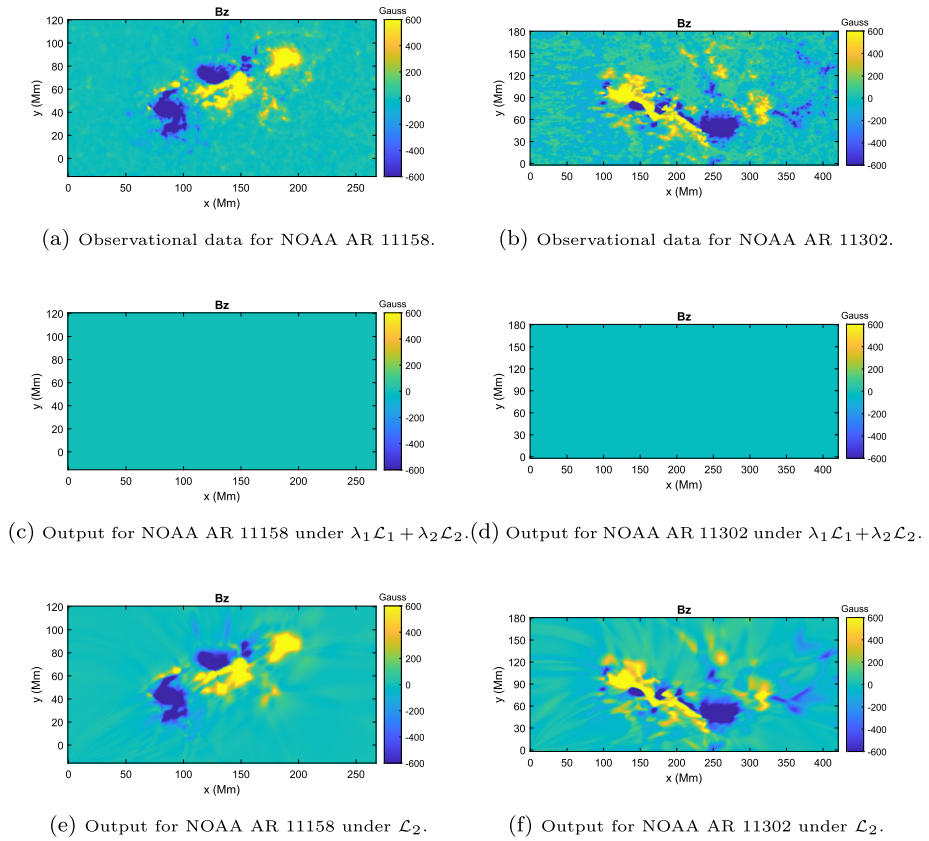 Bz
Gauss
120
100
80
60
40
20
0
y (Mm)
0 50 100 150 200 250
x (Mm)
600
400
200
0
-200
-400
-600
Bz
Gauss
180
150
120
90
60
30
0
y (Mm)
0 50 100 150 200 250 300 350 400
x (Mm)
600
400
200
0
-200
-400
-600
(a) Observational data for NOAA AR 11158.
(b) Observational data for NOAA AR 11302.
Bz
Gauss
120
100
80
60
40
20
0
y (Mm)
0 50 100 150 200 250
x (Mm)
600
400
200
0
-200
-400
-600
Bz
Gauss
180
150
120
90
60
30
0
y (Mm)
0 50 100 150 200 250 300 350 400
x (Mm)
600
400
200
0
-200
-400
-600
(c) Output for NOAA AR 11158 under λ₁ℒ₁ + λ₂ℒ₂.
(d) Output for NOAA AR 11302 under λ₁ℒ₁+λ₂ℒ₂.
Bz
Gauss
120
100
80
60
40
20
0
y (Mm)
0 50 100 150 200 250
x (Mm)
600
400
200
0
-200
-400
-600
Bz
Gauss
180
150
120
90
60
30
0
y (Mm)
0 50 100 150 200 250 300 350 400
x (Mm)
600
400
200
0
-200
-400
-600
(e) Output for NOAA AR 11158 under ℒ₂.
(f) Output for NOAA AR 11302 under ℒ₂.